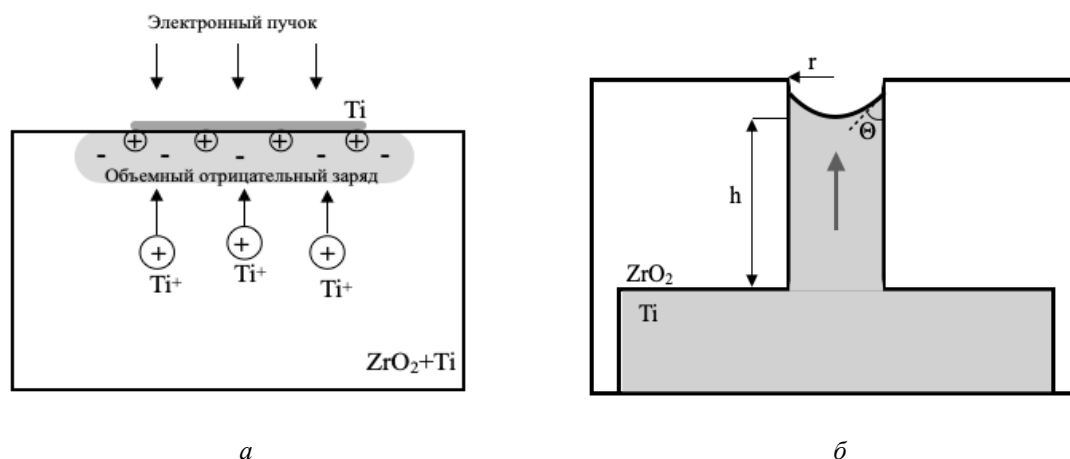 Электронный пучок
Ti
+ + + +
- - - - -
Объемный отрицательный заряд
+ + +
Ti+ Ti+ Ti+
ZrO2+Ti
а
r
Θ
h
ZrO2
Ti
б